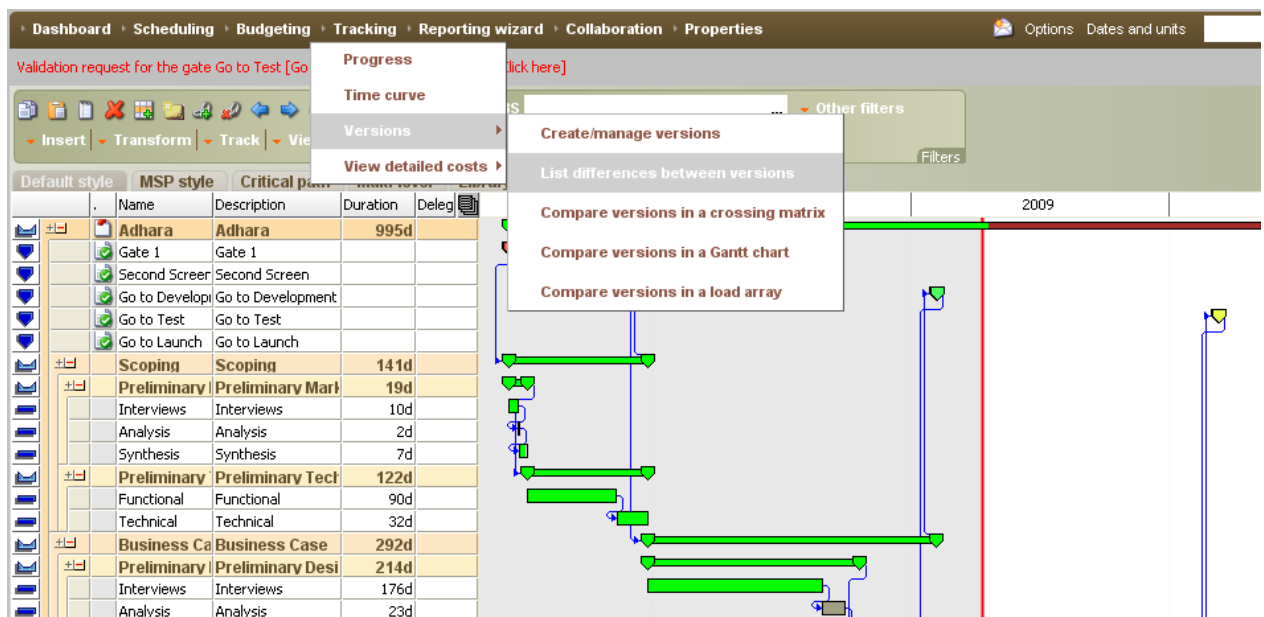 Dashboard Scheduling Budgeting Tracking Reporting wizard Collaboration Properties Options Dates and units
Validation request for the gate Go to Test [Go lick here]
Progress
Time curve
Versions
View detailed costs
Other filters
Insert Transform Track
Filters
Create/manage versions
List differences between versions
Compare versions in a crossing matrix
Compare versions in a Gantt chart
Compare versions in a load array
Default style MSP style Critical
. Name Description Duration Deleg 2009
Adhara Adhara 995d
Gate 1 Gate 1
Second Screen Second Screen
Go to Develop Go to Development
Go to Test Go to Test
Go to Launch Go to Launch
Scoping Scoping 141d
Preliminary Preliminary Mark 19d
Interviews Interviews 10d
Analysis Analysis 2d
Synthesis Synthesis 7d
Preliminary Preliminary Tech 122d
Functional Functional 90d
Technical Technical 32d
Business Ca Business Case 292d
Preliminary Preliminary Desi 214d
Interviews Interviews 176d
Analysis Analysis 23d